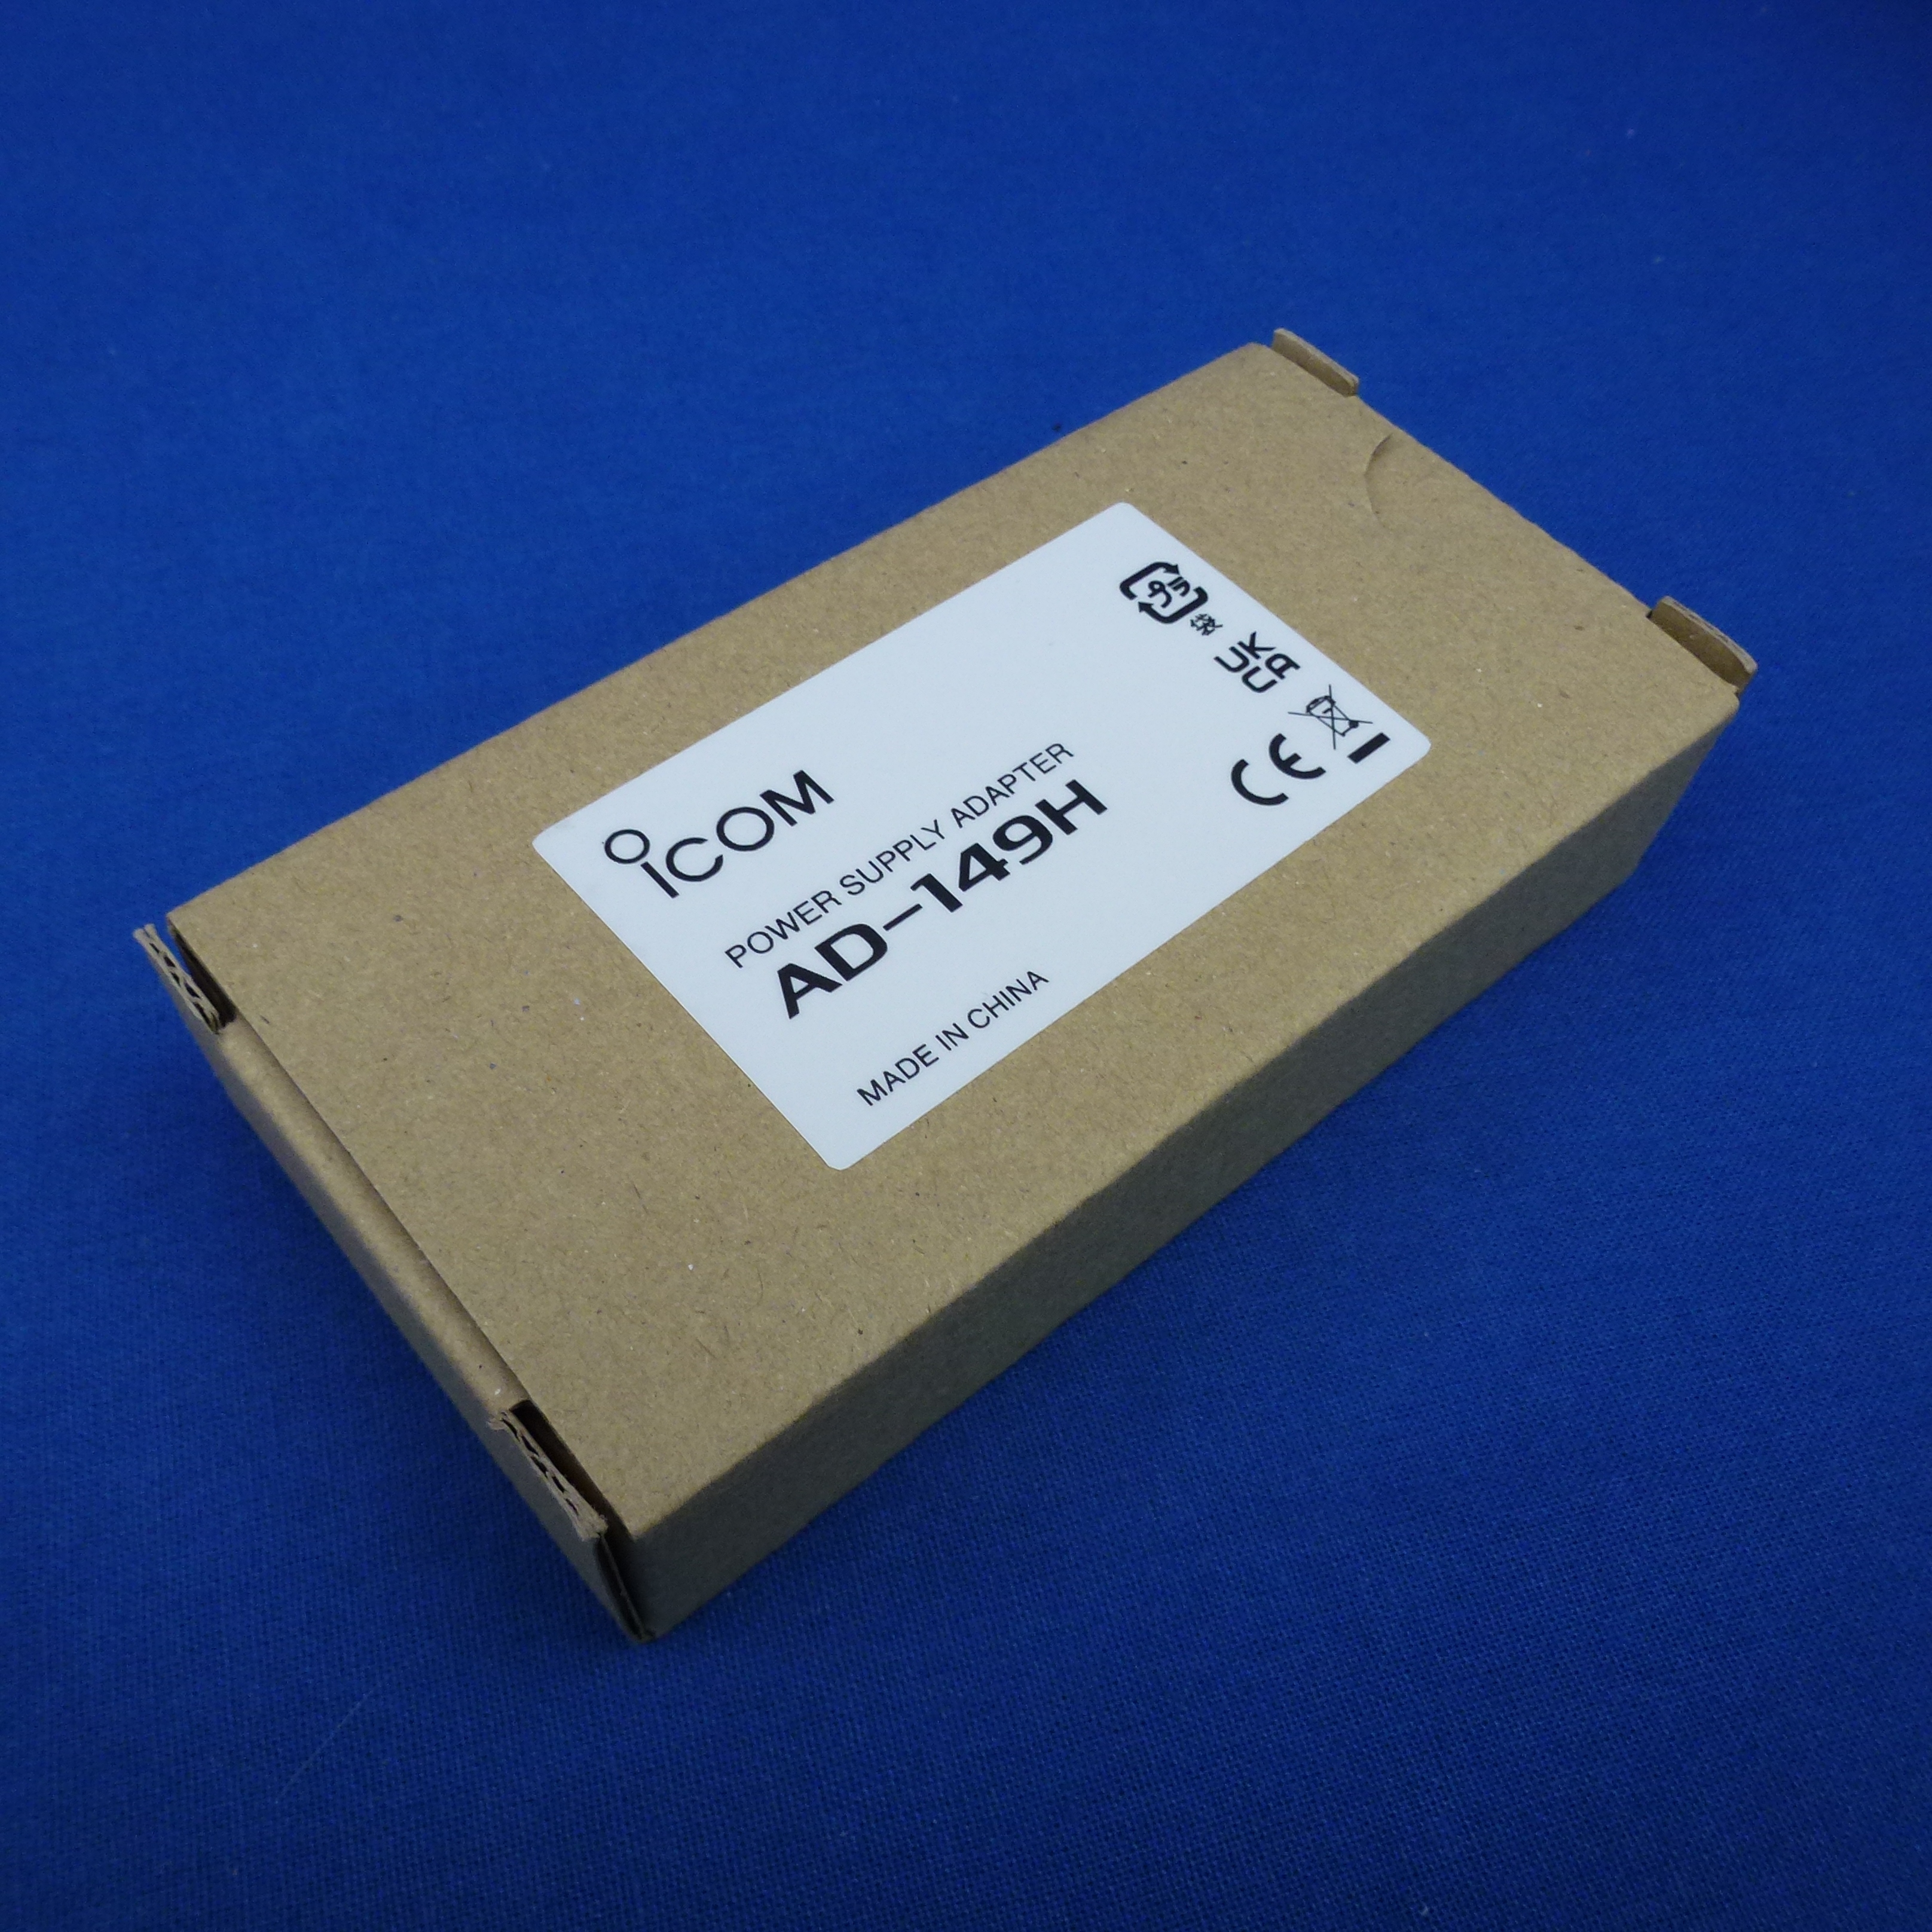 ICOM
POWER SUPPLY ADAPTER
AD-149H
MADE IN CHINA
プラ
袋
UK
CA
CE